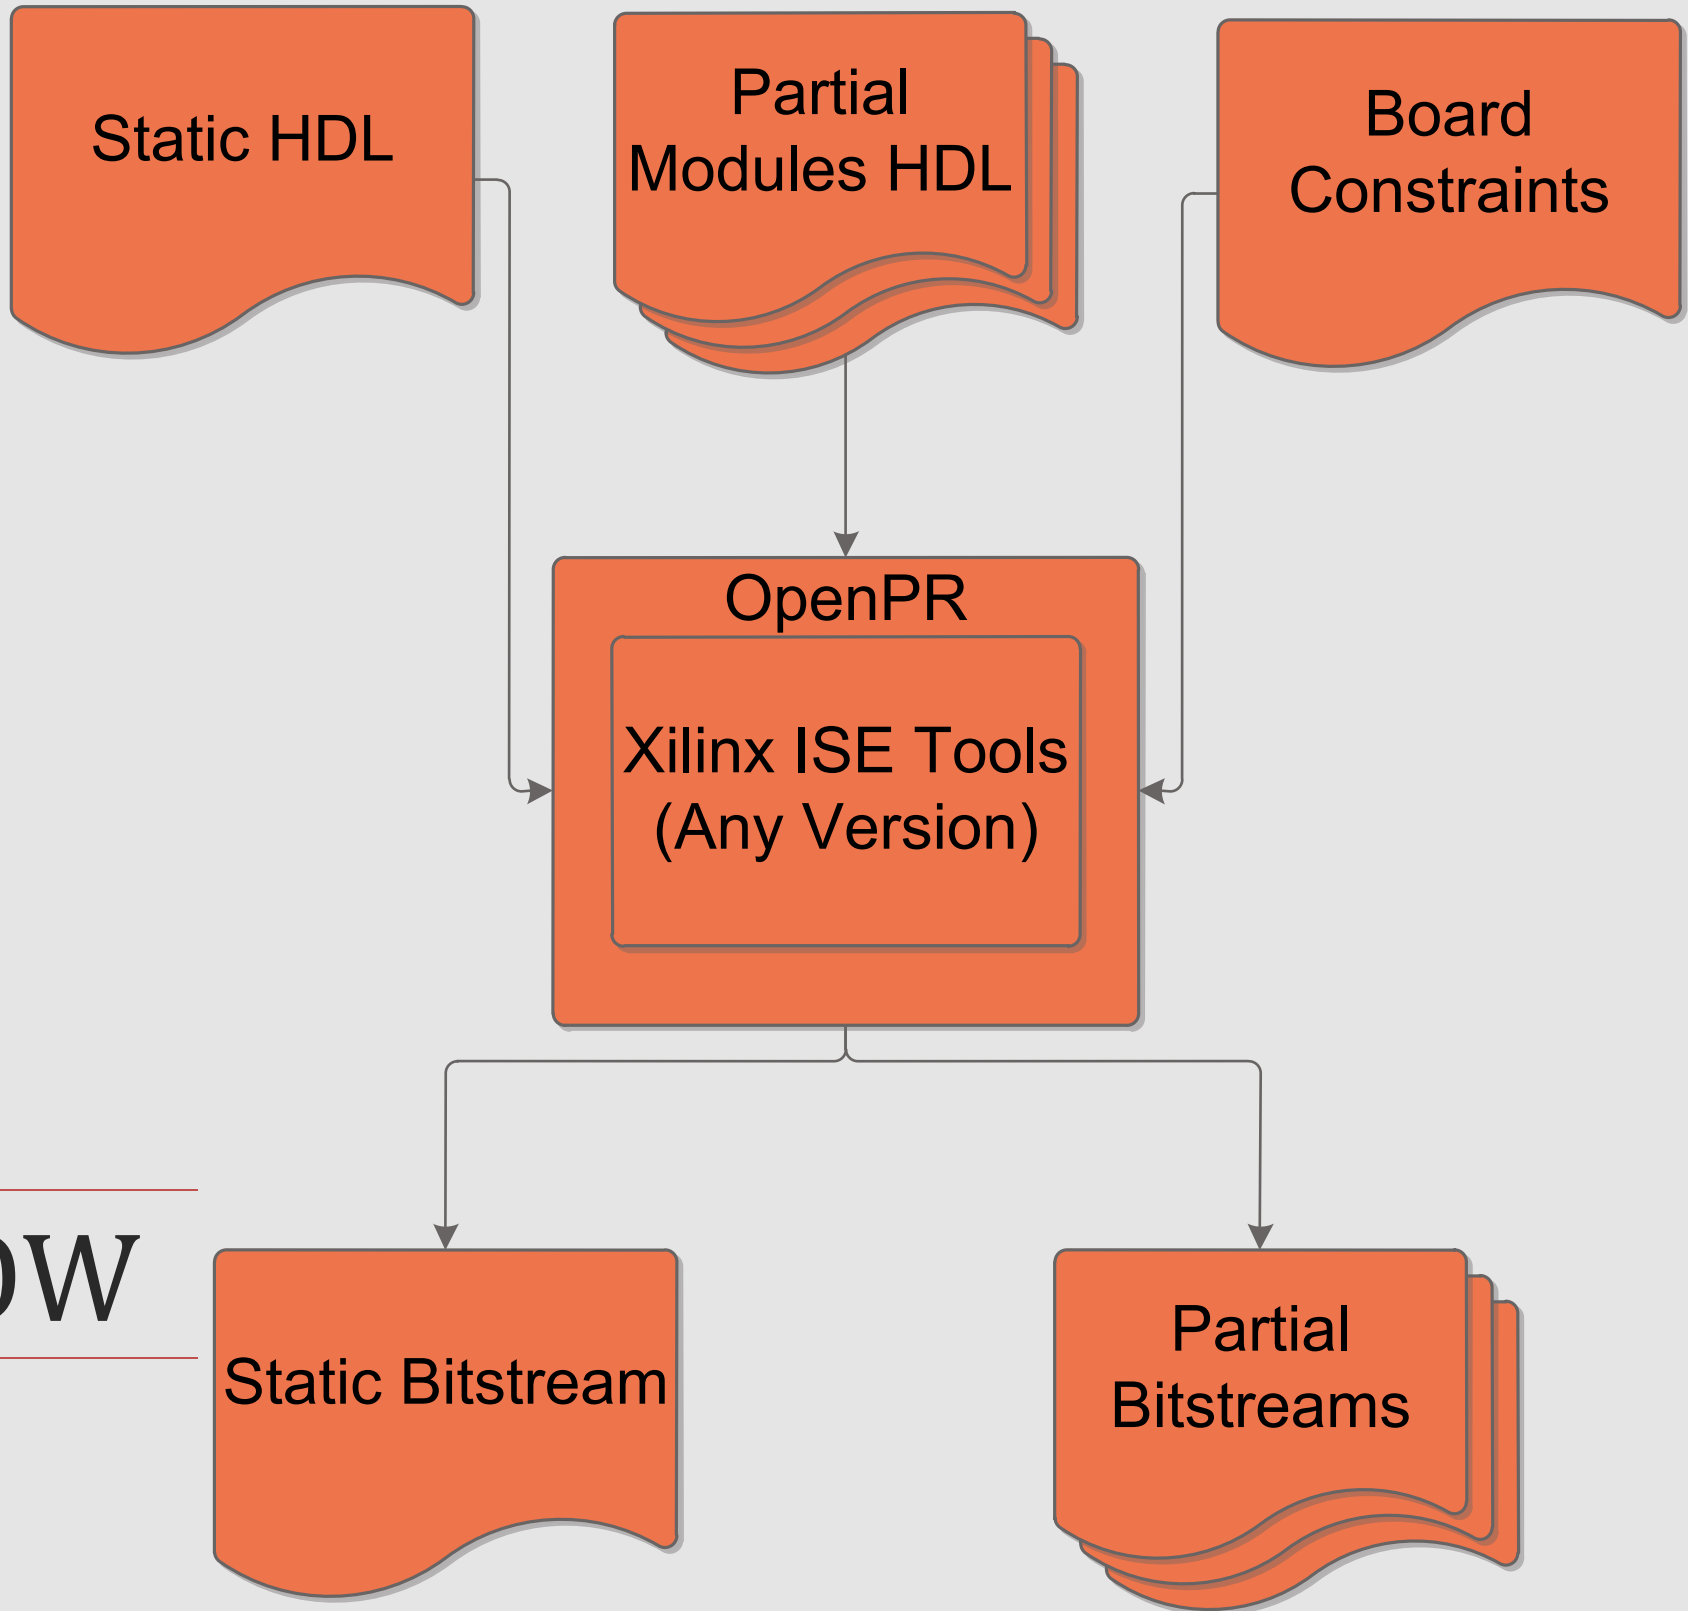 Static HDL
Partial
Modules HDL
Board
Constraints
OpenPR
Xilinx ISE Tools
(Any Version)
Static Bitstream
Partial
Bitstreams